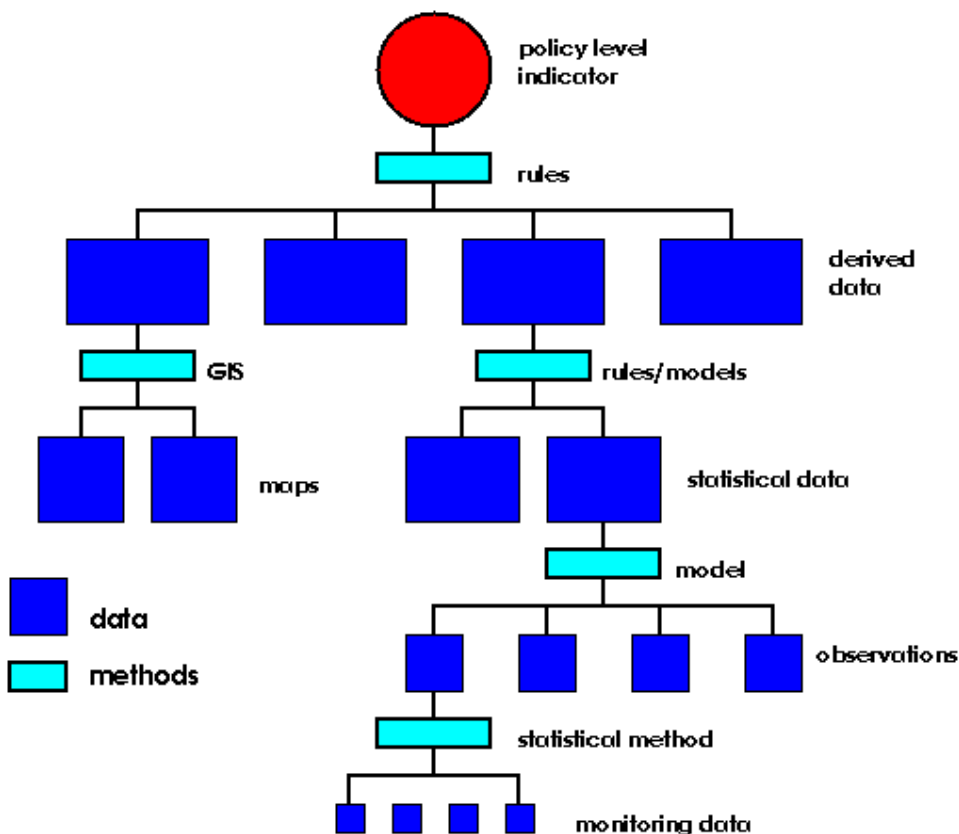 policy level
indicator
rules
derived
data
GIS
rules/models
maps
statistical data
model
data
observations
methods
statistical method
monitoring data